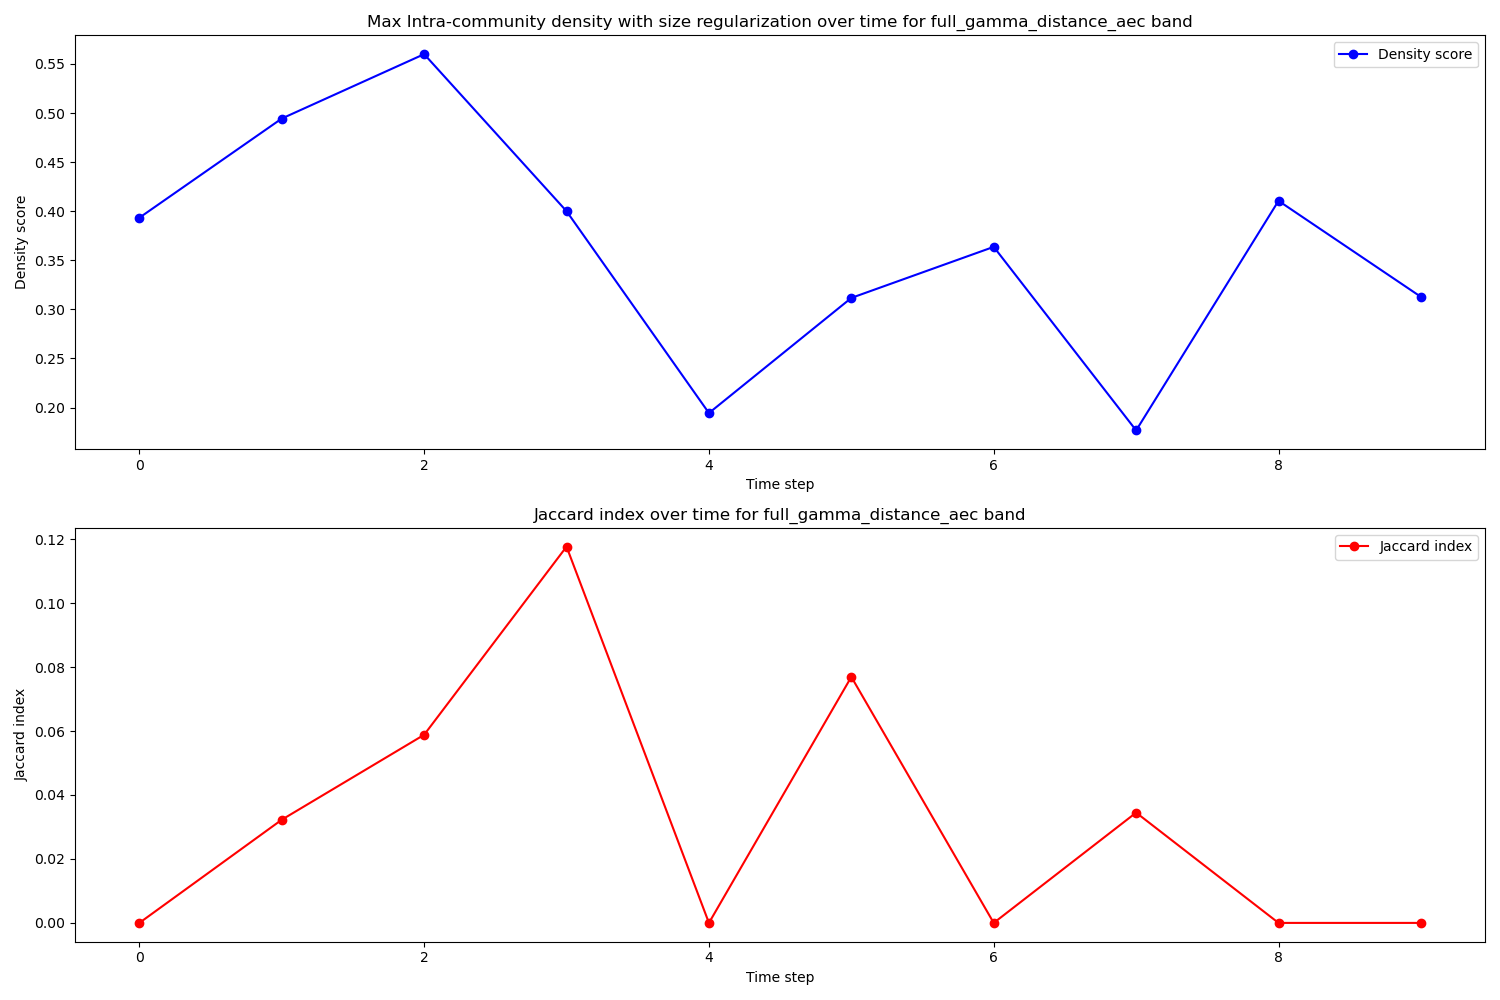 Max Intra-community density with size regularization over time for full_gamma_distance_aec band
Density score
0.55
0.50
0.45
0.40
0.35
0.30
0.25
0.20
Density score
0 2 4 6 8
Time step
Jaccard index over time for full_gamma_distance_aec band
Jaccard index
0.12
0.10
0.08
0.06
0.04
0.02
0.00
Jaccard index
0 2 4 6 8
Time step